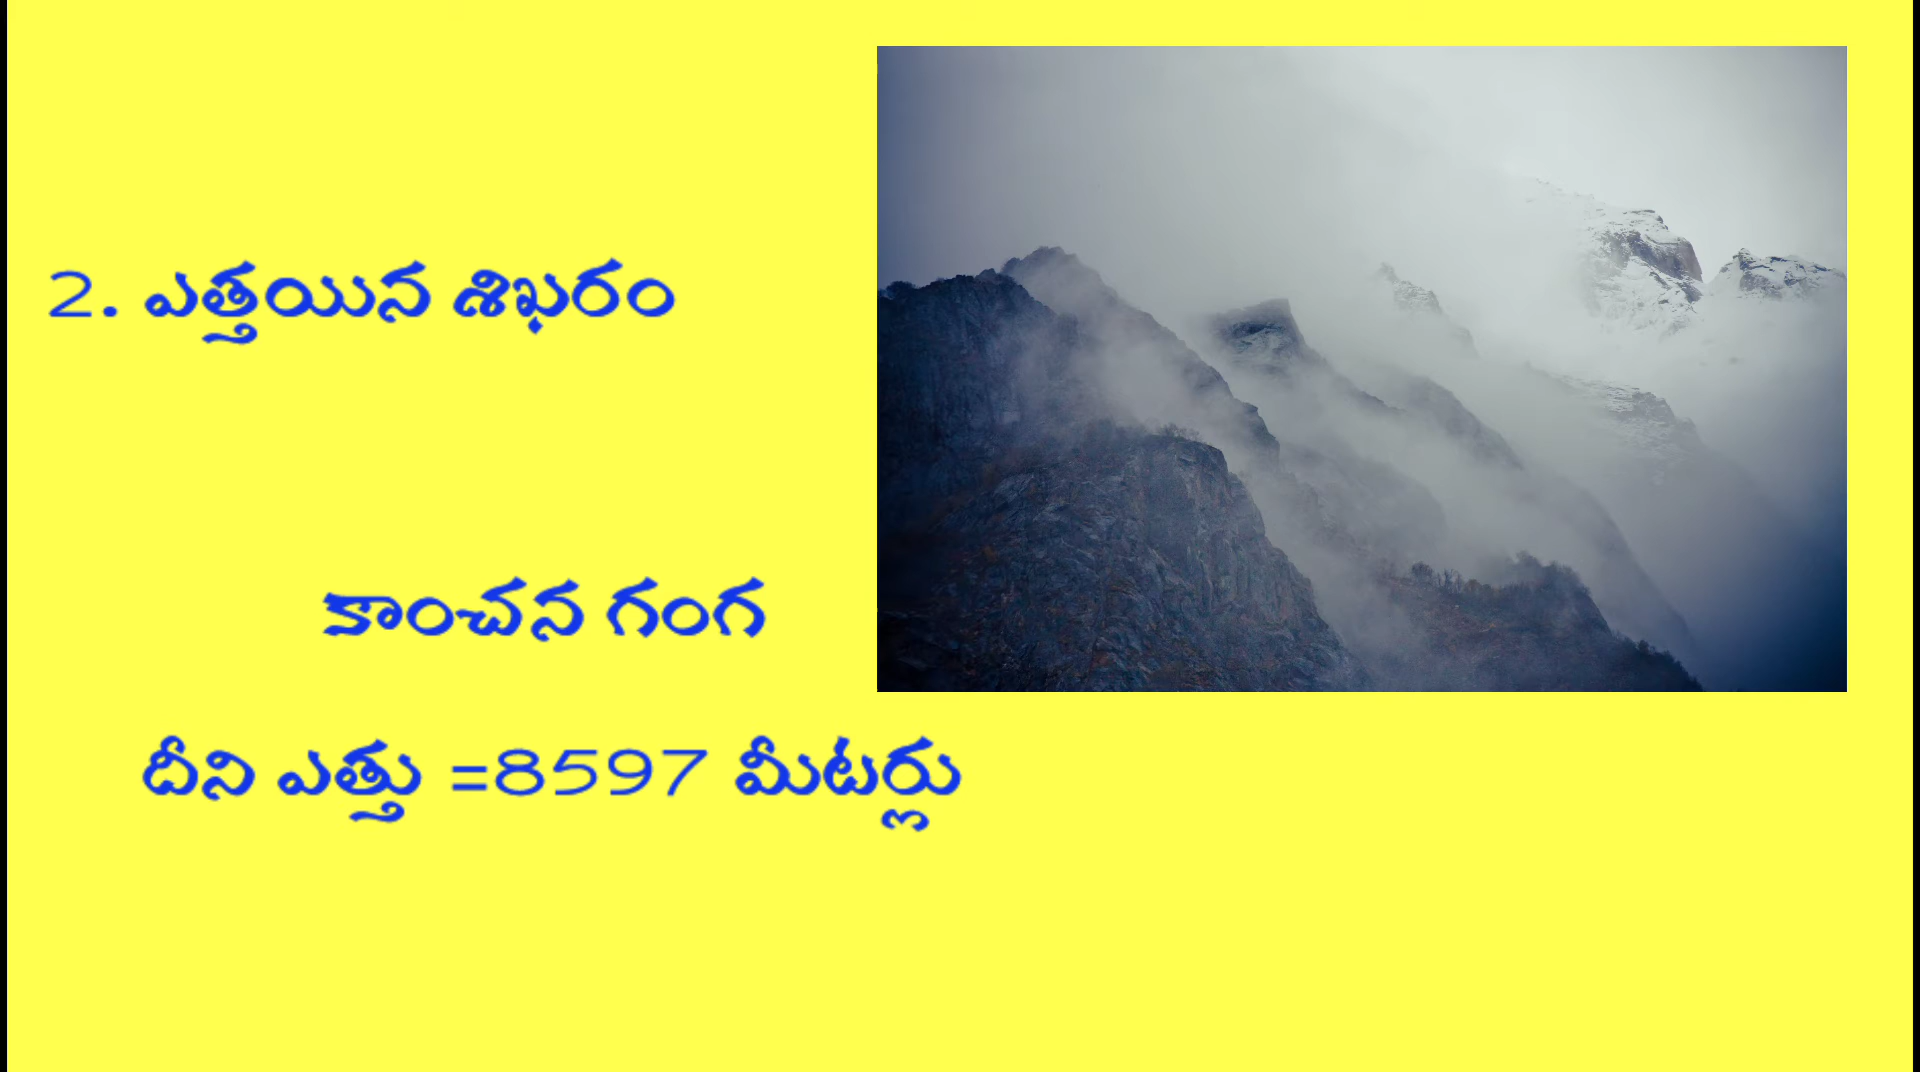 2. ఎత్తయిన శిఖరం
కాంచన గంగ
దీని ఎత్తు =8597 మీటర్లు